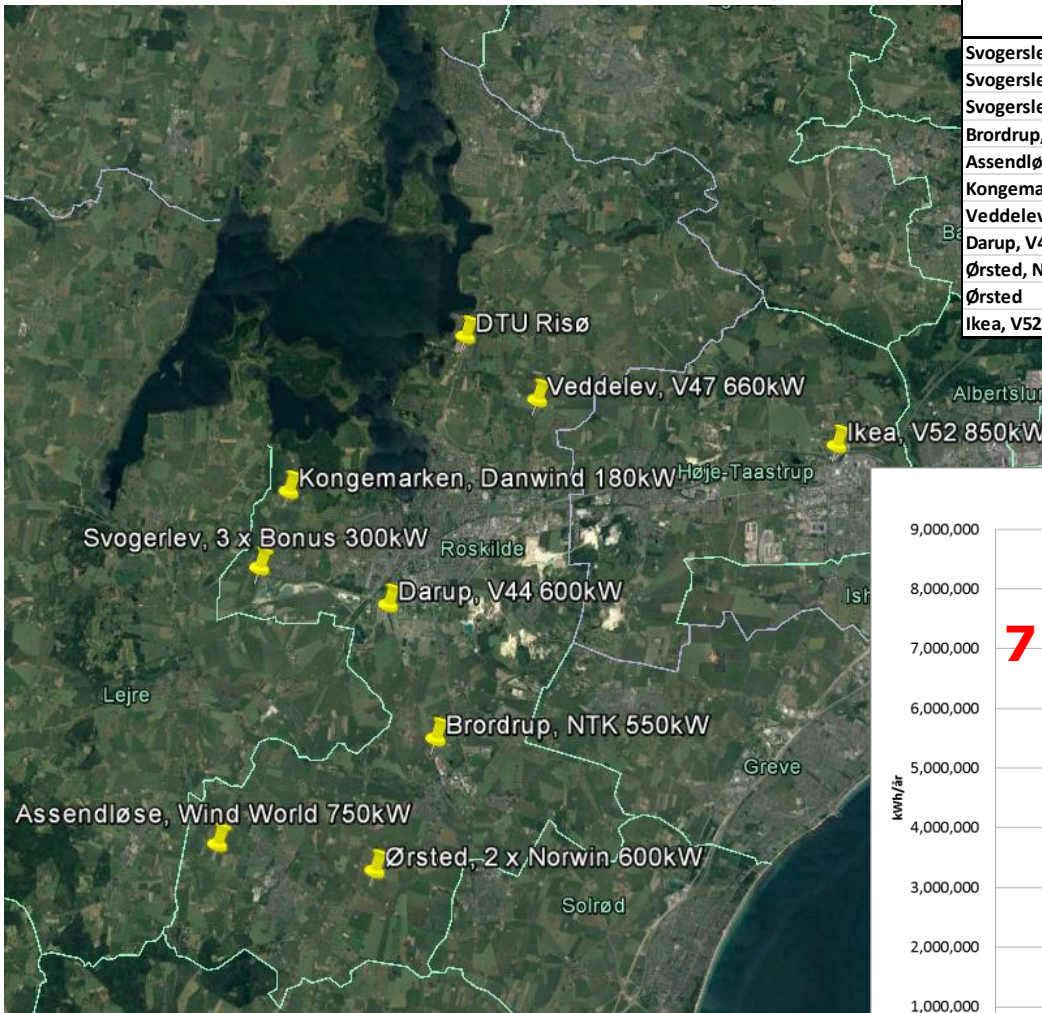 Svogersle
Svogersle
Svogersle
Brordrup,
Assendlø
Kongema
Veddelev
Darup, V4
Ørsted, N
Ørsted
Ikea, V52
DTU Risø
Veddelev, V47 660kW
Albertslun
Ikea, V52 850kW
Kongemarken, Danwind 180kW
Høje-Taastrup
Svogerlev, 3 x Bonus 300kW
Roskilde
Darup, V44 600kW
Ish
Lejre
Brordrup, NTK 550kW
Greve
Assendløse, Wind World 750kW
Ørsted, 2 x Norwin 600kW
Solrød
9,000,000
8,000,000
7,000,000
7
6,000,000
5,000,000
kWh/år
4,000,000
3,000,000
2,000,000
1,000,000